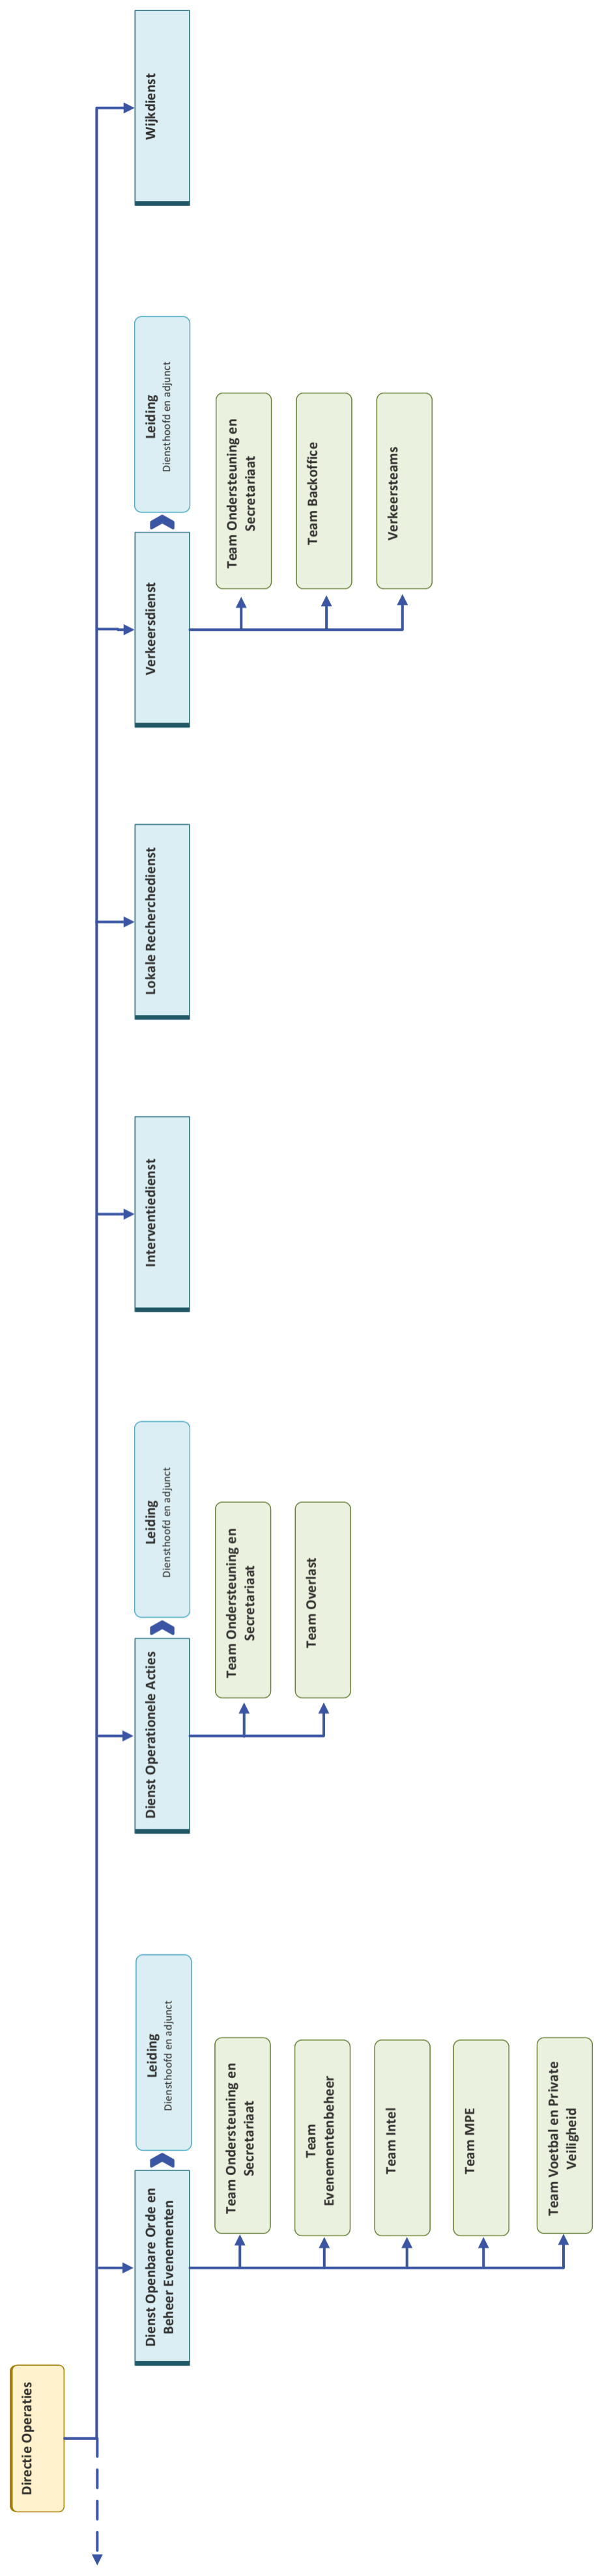 Directie Operaties
Dienst Openbare Orde en
Beheer Evenementen
Leiding
Diensthoofd en adjunct
Team Ondersteuning en
Secretariaat
Team
Evenementenbeheer
Team Intel
Team MPE
Team Voetbal en Private
Veiligheid
Dienst Operationele Acties
Leiding
Diensthoofd en adjunct
Team Ondersteuning en
Secretariaat
Team Overlast
Interventiedienst
Lokale Recherchedienst
Verkeersdienst
Leiding
Diensthoofd en adjunct
Team Ondersteuning en
Secretariaat
Team Backoffice
Verkeersteams
Wijkdienst